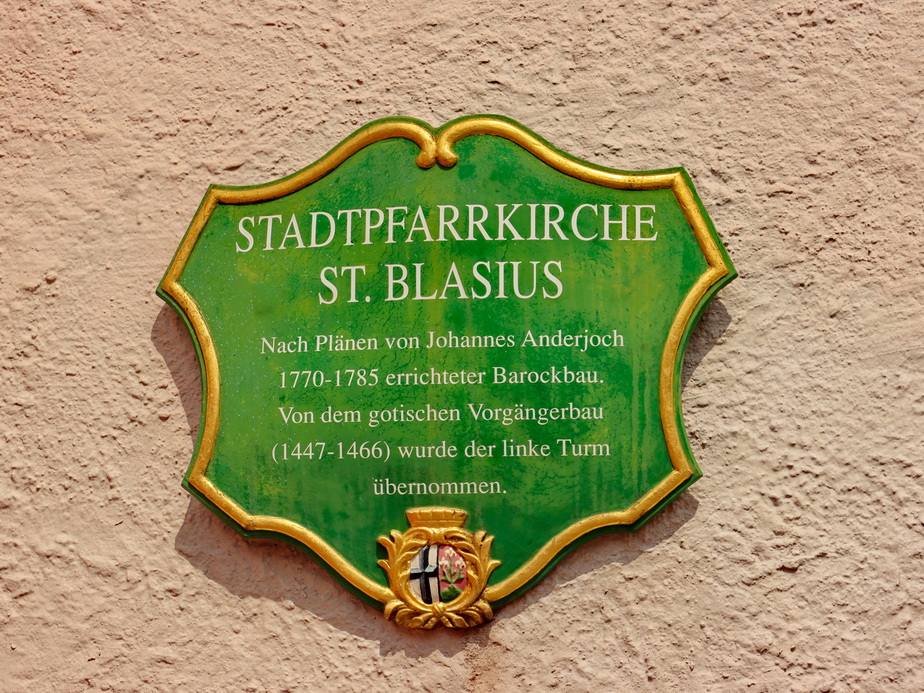 STADTPFARRKIRCHE
ST. BLASIUS
Nach Plänen von Johannes Anderjoch
1770-1785 errichteter Barockbau.
Von dem gotischen Vorgängerbau
(1447-1466) wurde der linke Turm
übernommen.